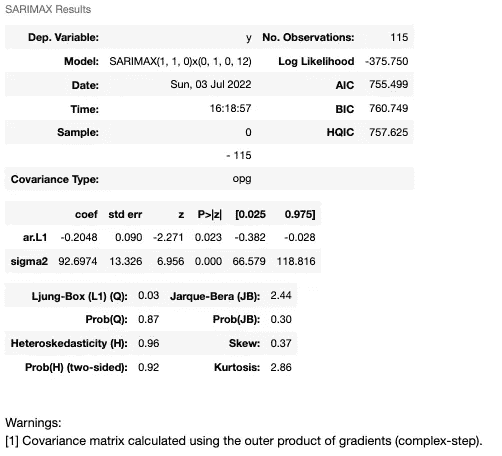 SARIMAX Results
Dep. Variable: y No. Observations: 115
Model: SARIMAX(1, 1, 0)x(0, 1, 0, 12) Log Likelihood -375.750
Date: Sun, 03 Jul 2022 AIC 755.499
Time: 16:18:57 BIC 760.749
Sample: 0 HQIC 757.625
- 115
Covariance Type: opg
coef std err z P>|z| [0.025 0.975]
ar.L1 -0.2048 0.090 -2.271 0.023 -0.382 -0.028
sigma2 92.6974 13.326 6.956 0.000 66.579 118.816
Ljung-Box (L1) (Q): 0.03 Jarque-Bera (JB): 2.44
Prob(Q): 0.87 Prob(JB): 0.30
Heteroskedasticity (H): 0.96 Skew: 0.37
Prob(H) (two-sided): 0.92 Kurtosis: 2.86
Warnings:
[1] Covariance matrix calculated using the outer product of gradients (complex-step).